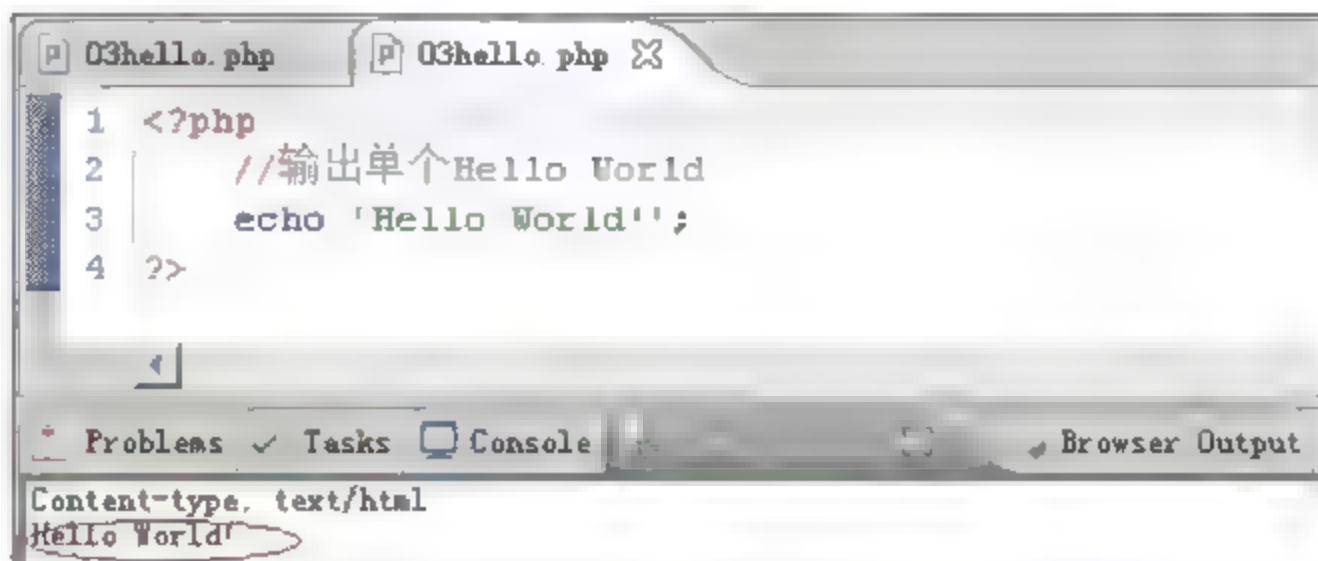 03hello.php 03hello.php
1 <?php
2 //输出单个Hello World
3 echo 'Hello World'';
4 ?>
Problems Tasks Console Browser Output
Content-type, text/html
Hello World'